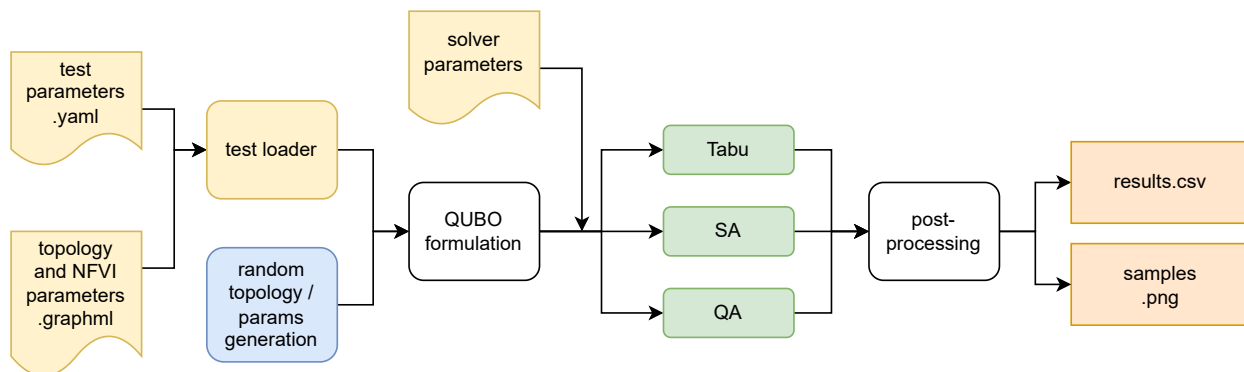 test
parameters
.yaml
topology
and NFVI
parameters
.graphml
test loader
random
topology /
params
generation
solver
parameters
QUBO
formulation
Tabu
SA
QA
post-
processing
results.csv
samples
.png